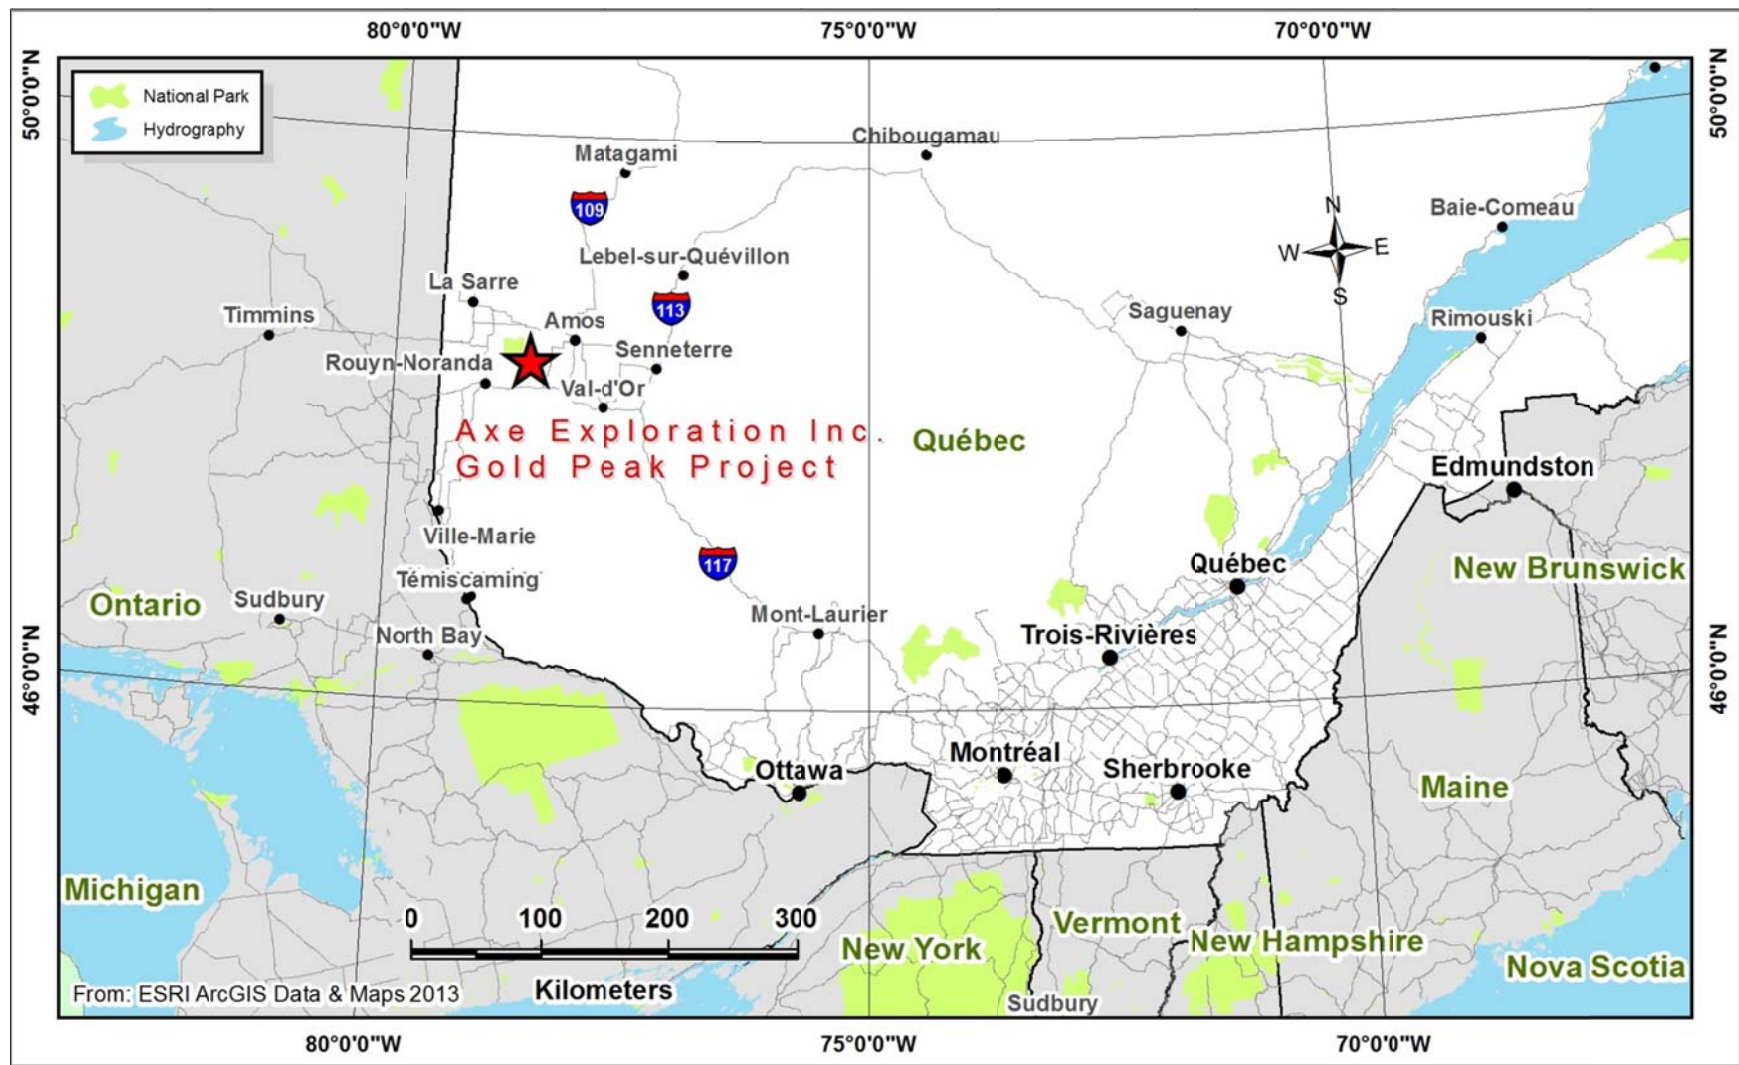 80°0'0"W
75°0'0"W
70°0'0"W
50°0'0"N
50°0'0"N
National Park
Hydrography
Chibougamau
Matagami
109
N
W
E
S
Baie-Comeau
Lebel-sur-Quévillon
La Sarre
113
Timmins
Amos
Saguenay
Rimouski
Senneterre
Rouyn-Noranda
Val-d'Or
Axe Exploration Inc.
Gold Peak Project
Québec
Edmundston
Ville-Marie
117
Québec
New Brunswick
Témiscaming
Ontario
Sudbury
Mont-Laurier
North Bay
Trois-Rivières
46°0'0"N
46°0'0"N
Montréal
Ottawa
Sherbrooke
Maine
Michigan
0
100
200
300
Vermont
New York
New Hampshire
Nova Scotia
From: ESRI ArcGIS Data & Maps 2013
Kilometers
Sudbury
80°0'0"W
75°0'0"W
70°0'0"W